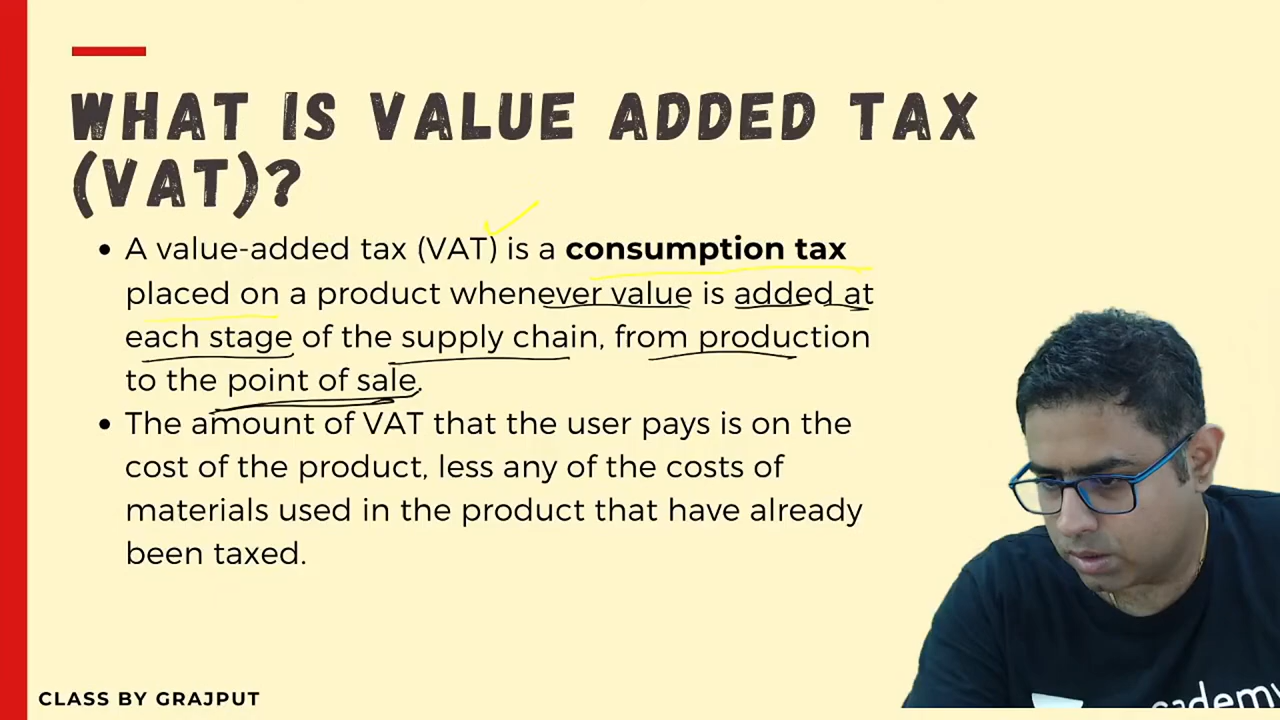 WHAT IS VALUE ADDED TAX
(VAT)?
• A value-added tax (VAT) is a consumption tax
placed on a product whenever value is added at
each stage of the supply chain, from production
to the point of sale.
• The amount of VAT that the user pays is on the
cost of the product, less any of the costs of
materials used in the product that have already
been taxed.
CLASS BY GRAJPUT